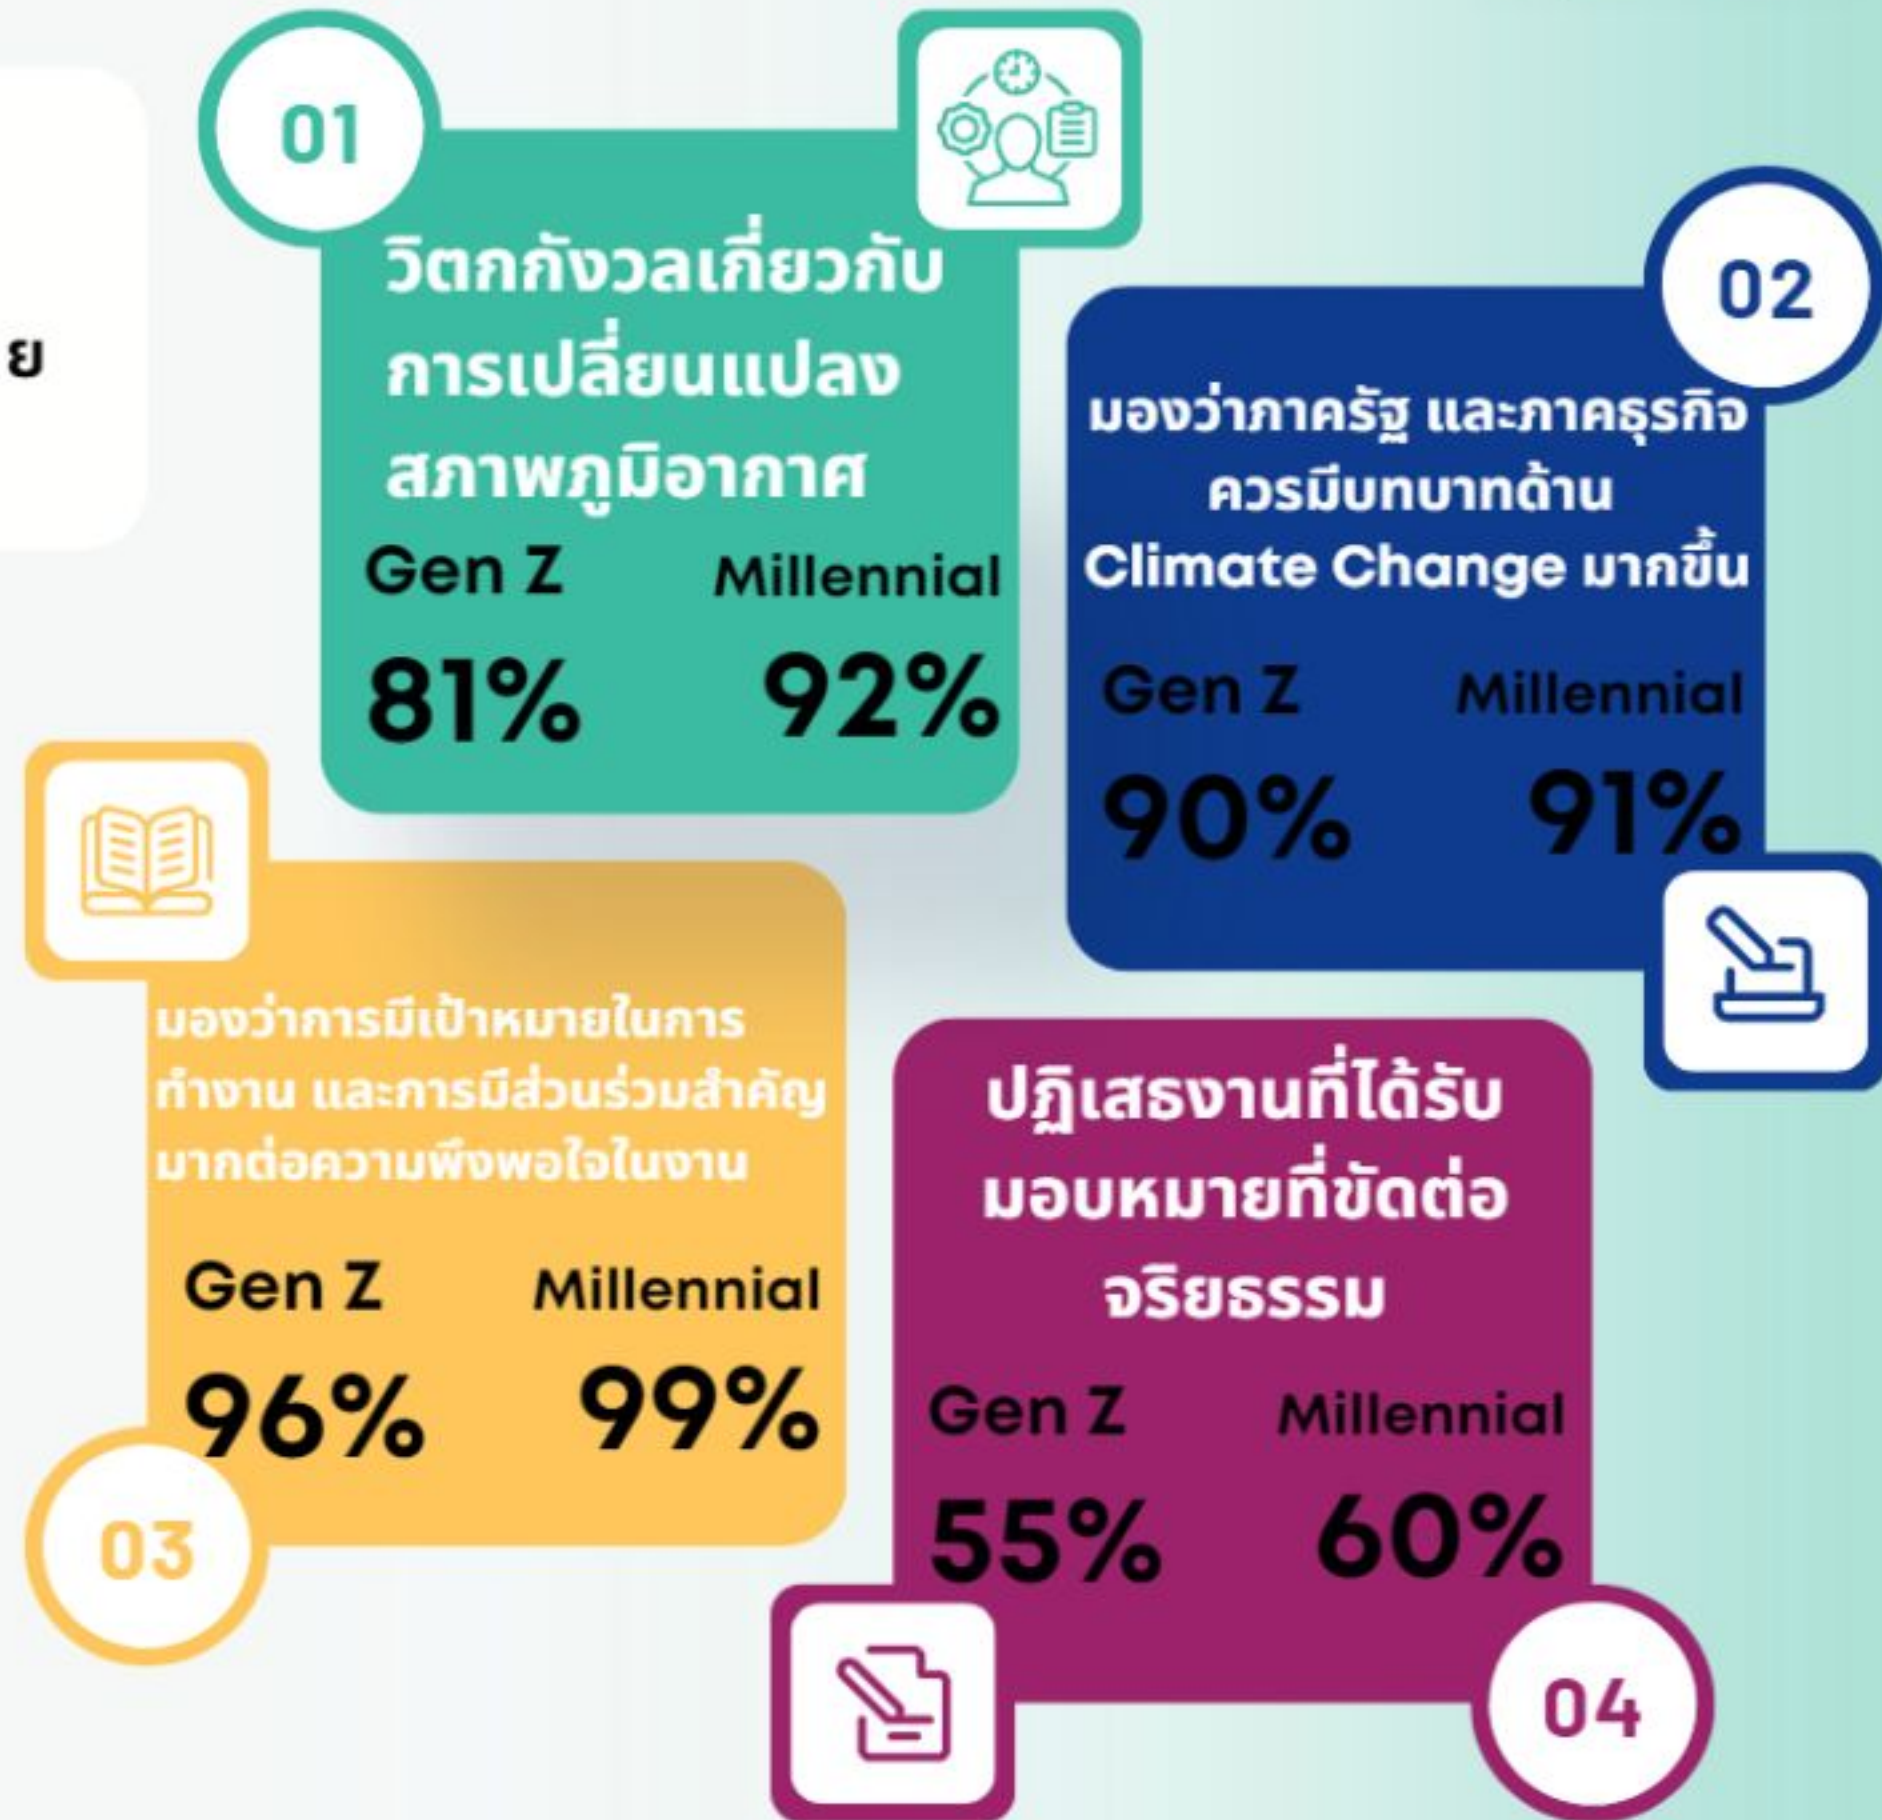 ย
01
วิตกกังวลเกี่ยวกับ
การเปลี่ยนแปลง
สภาพภูมิอากาศ
Gen Z Millennial
81% 92%
02
มองว่าภาครัฐ และภาคธุรกิจ
ควรมีบทบาทด้าน
Climate Change มากขึ้น
Gen Z Millennial
90% 91%
มองว่าการมีเป้าหมายในการ
ทำงาน และการมีส่วนร่วมสำคัญ
มากต่อความพึงพอใจในงาน
Gen Z Millennial
96% 99%
03
ปฏิเสธงานที่ได้รับ
มอบหมายที่ขัดต่อ
จริยธรรม
Gen Z Millennial
55% 60%
04